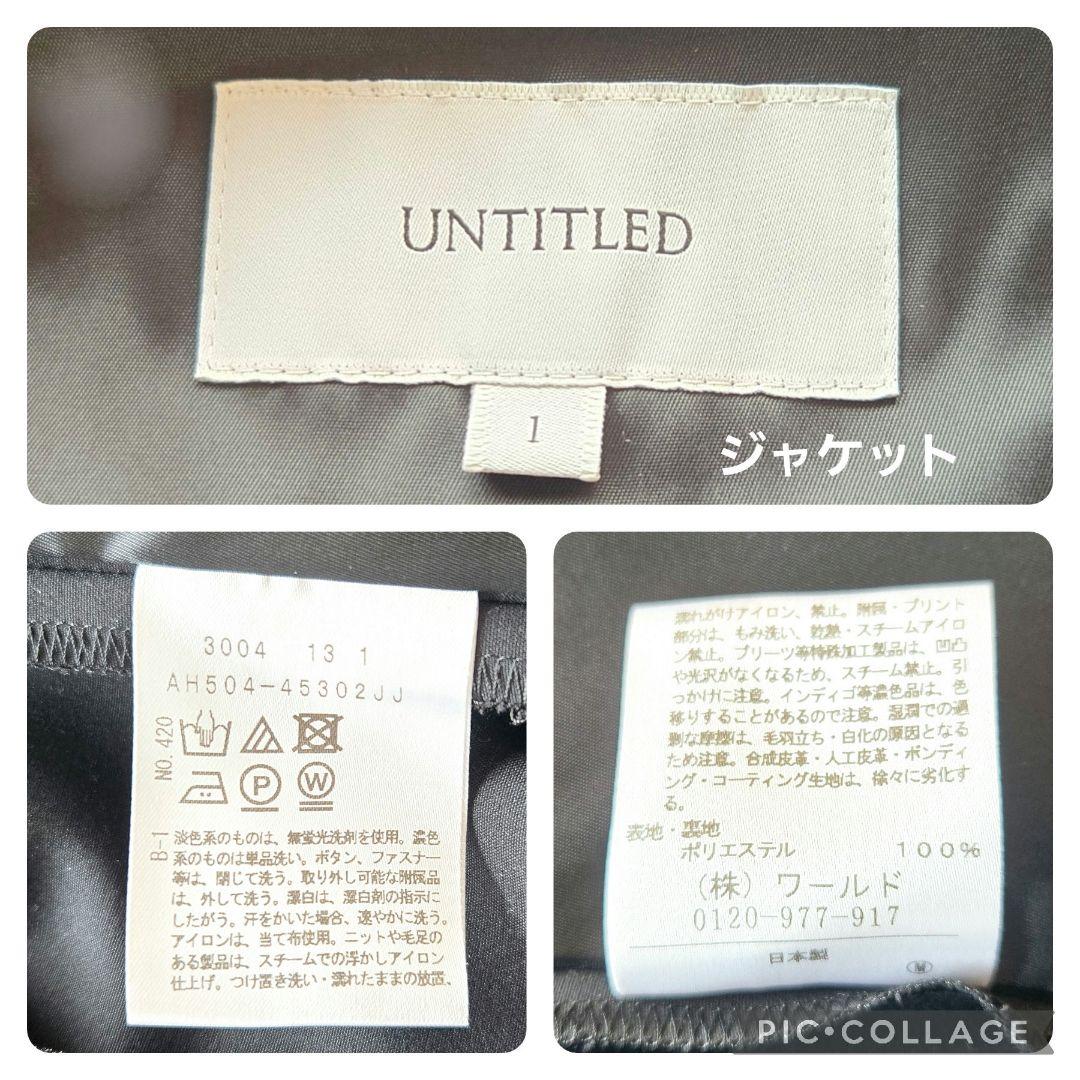 UNTITLED
1
ジャケット
3004 13 1
AH504-45302JJ
NO.420
P
W
B-1
淡色系のものは、無蛍光洗剤を使用。濃色
系のものは単品洗い。ボタン、ファスナー
等は、閉じて洗う。取り外し可能な附属品
は、外して洗う。漂白は、漂白剤の指示に
したがう。汗をかいた場合、速やかに洗う。
アイロンは、当て布使用。ニットや毛足の
ある製品は、スチームでの浮かしアイロン
仕上げ。つけ置き洗い・濡れたままの放置、
濡れがけアイロン、禁止。附属・プリント
部分は、もみ洗い、乾熱・スチームアイロ
ン禁止。プリーツ等特殊加工製品は、凹凸
や光沢がなくなるため、スチーム禁止。引
っかけに注意。インディゴ等濃色品は、色
移りすることがあるので注意。湿潤での過
剰な摩擦は、毛羽立ち・白化の原因となる
ため注意。合成皮革・人工皮革・ボンディ
ング・コーティング生地は、徐々に劣化す
る。
表地・裏地
ポリエステル 100%
(株)ワールド
0120-977-917
日本製
W
PIC•COLLAGE